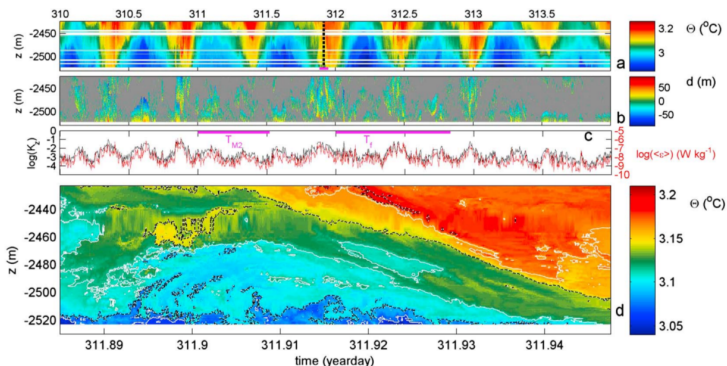 310 310.5 311 311.5 312 312.5 313 313.5
z (m) -2450 -2500 a 3.2 3 Θ (°C)
z (m) -2450 -2500 b 50 0 -50 d (m)
log(K_z) 0 -1 -2 -3 -4 T_M2 T_f c -5 -6 -7 -8 -9 -10 log(<ε>) (W kg⁻¹)
z (m) -2440 -2460 -2480 -2500 -2520 d 3.2 3.15 3.1 3.05 Θ (°C)
311.89 311.9 311.91 311.92 311.93 311.94
time (yearday)